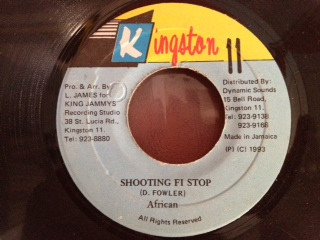 Kingston 11
Pro & Arr. By
L. JAMES for
KING JAMMYS
Recording Studio
38 St. Lucia Rd.,
Kingston 11.
Tel: 923-8880
Distributed By:
Dynamic Sounds
15 Bell Road,
Kingston 11.
Tel: 923-9138
923-9168
Made in Jamaica
(P) (C) 1993
SHOOTING FI STOP
(D. FOWLER)
African
All Rights Reserved